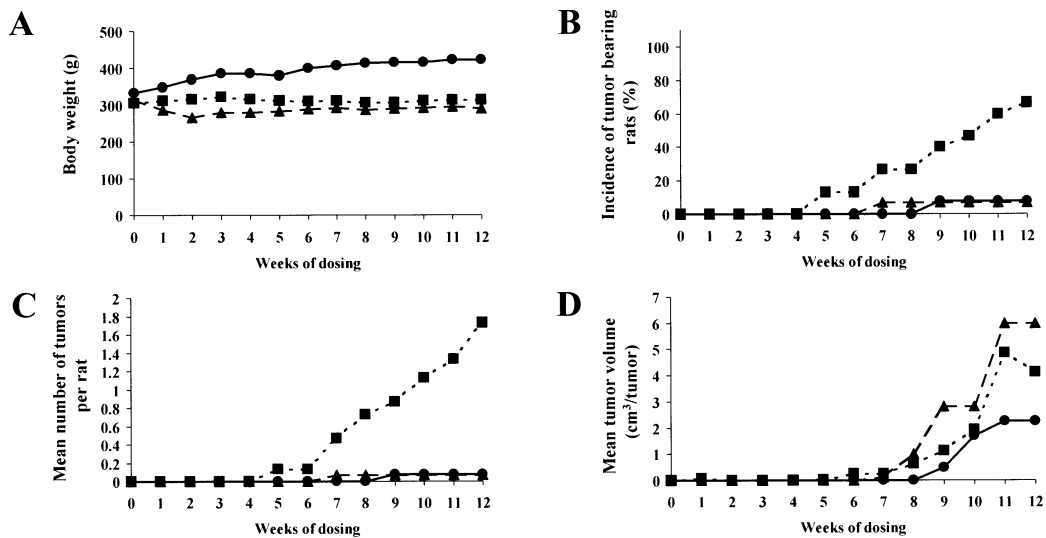 A
Body weight (g)
500
400
300
200
100
0
0 1 2 3 4 5 6 7 8 9 10 11 12
Weeks of dosing
B
Incidence of tumor bearing
rats (%)
100
80
60
40
20
0
0 1 2 3 4 5 6 7 8 9 10 11 12
Weeks of dosing
C
Mean number of tumors
per rat
2
1.8
1.6
1.4
1.2
1
0.8
0.6
0.4
0.2
0
0 1 2 3 4 5 6 7 8 9 10 11 12
Weeks of dosing
D
Mean tumor volume
(cm³/tumor)
7
6
5
4
3
2
1
0
0 1 2 3 4 5 6 7 8 9 10 11 12
Weeks of dosing